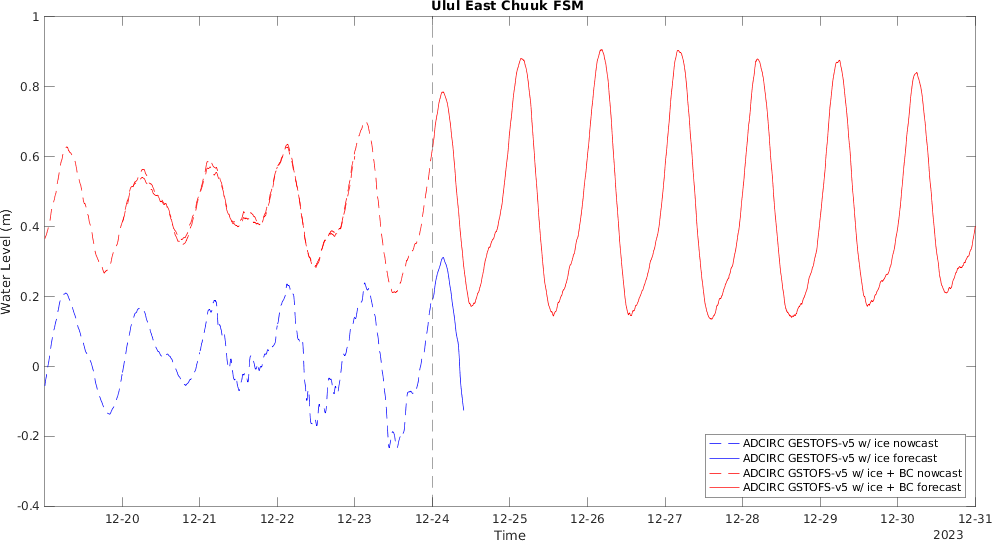 Ulul East Chuuk FSM
1
0.8
0.6
0.4
0.2
0
-0.2
-0.4
Water Level (m)
ADCIRC GESTOFS-v5 w/ ice nowcast
ADCIRC GESTOFS-v5 w/ ice forecast
ADCIRC GSTOFS-v5 w/ ice + BC nowcast
ADCIRC GSTOFS-v5 w/ ice + BC forecast
12-20 12-21 12-22 12-23 12-24 12-25 12-26 12-27 12-28 12-29 12-30 12-31
Time
2023